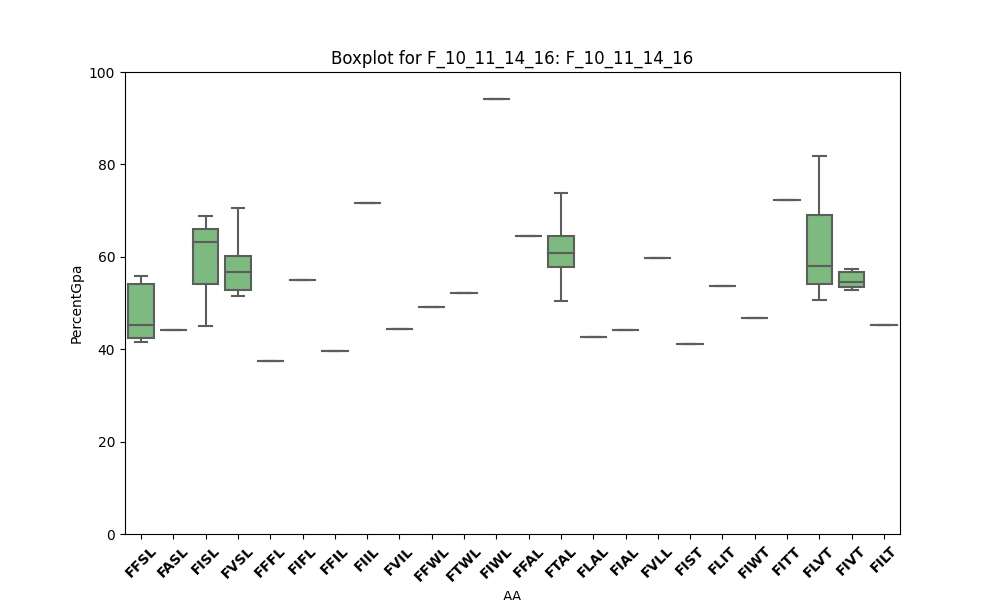 Boxplot for F_10_11_14_16: F_10_11_14_16
100
80
60
40
20
0
PercentGpa
FFSL
FASL
FISL
FVSL
FFFL
FIFL
FFIL
FIIL
FVIL
FFWL
FTWL
FIWL
FFAL
FTAL
FLAL
FIAL
FVLL
FIST
FLIT
FIWT
FITT
FLVT
FIVT
FILT
AA